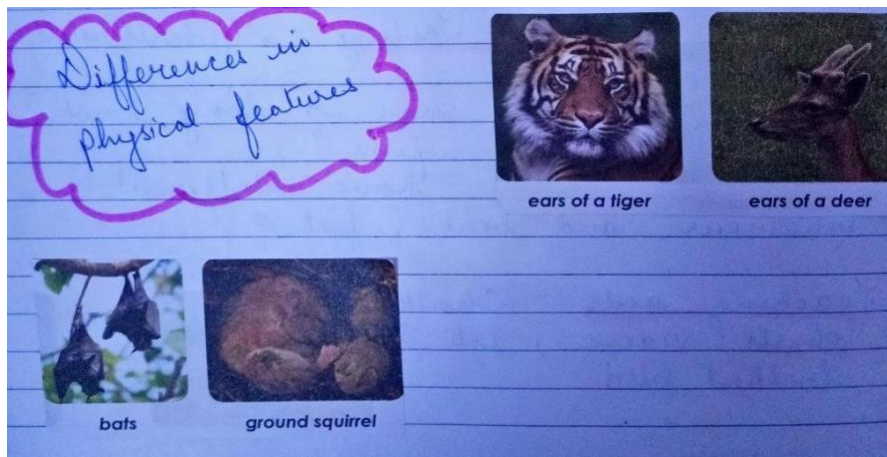 Differences in
physical features
ears of a tiger
ears of a deer
bats
ground squirrel